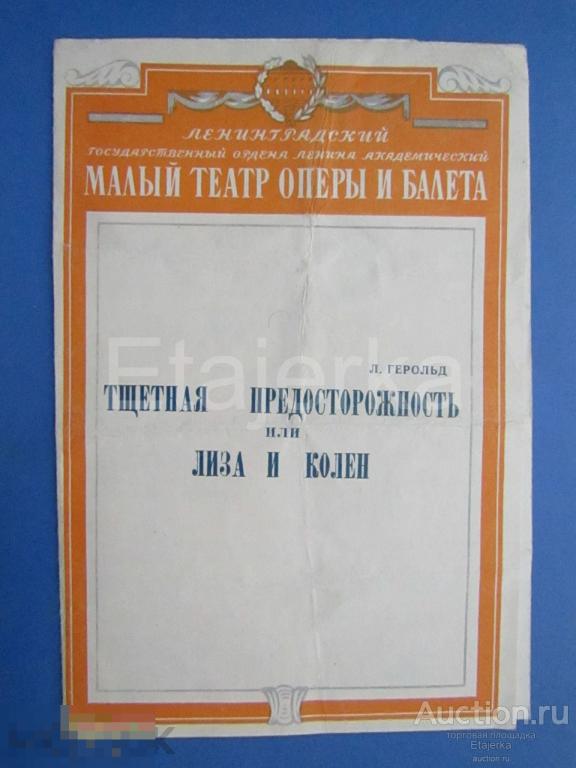 ЛЕНИНГРАДСКИЙ
ГОСУДАРСТВЕННЫЙ ОРДЕНА ЛЕНИНА АКАДЕМИЧЕСКИЙ
МАЛЫЙ ТЕАТР ОПЕРЫ И БАЛЕТА
Etajerka
Л. ГЕРОЛЬД
ТЩЕТНАЯ ПРЕДОСТОРОЖНОСТЬ
ИЛИ
ЛИЗА И КОЛЕН
Auction.ru
торговая площадка
Etajerka
auction.ru